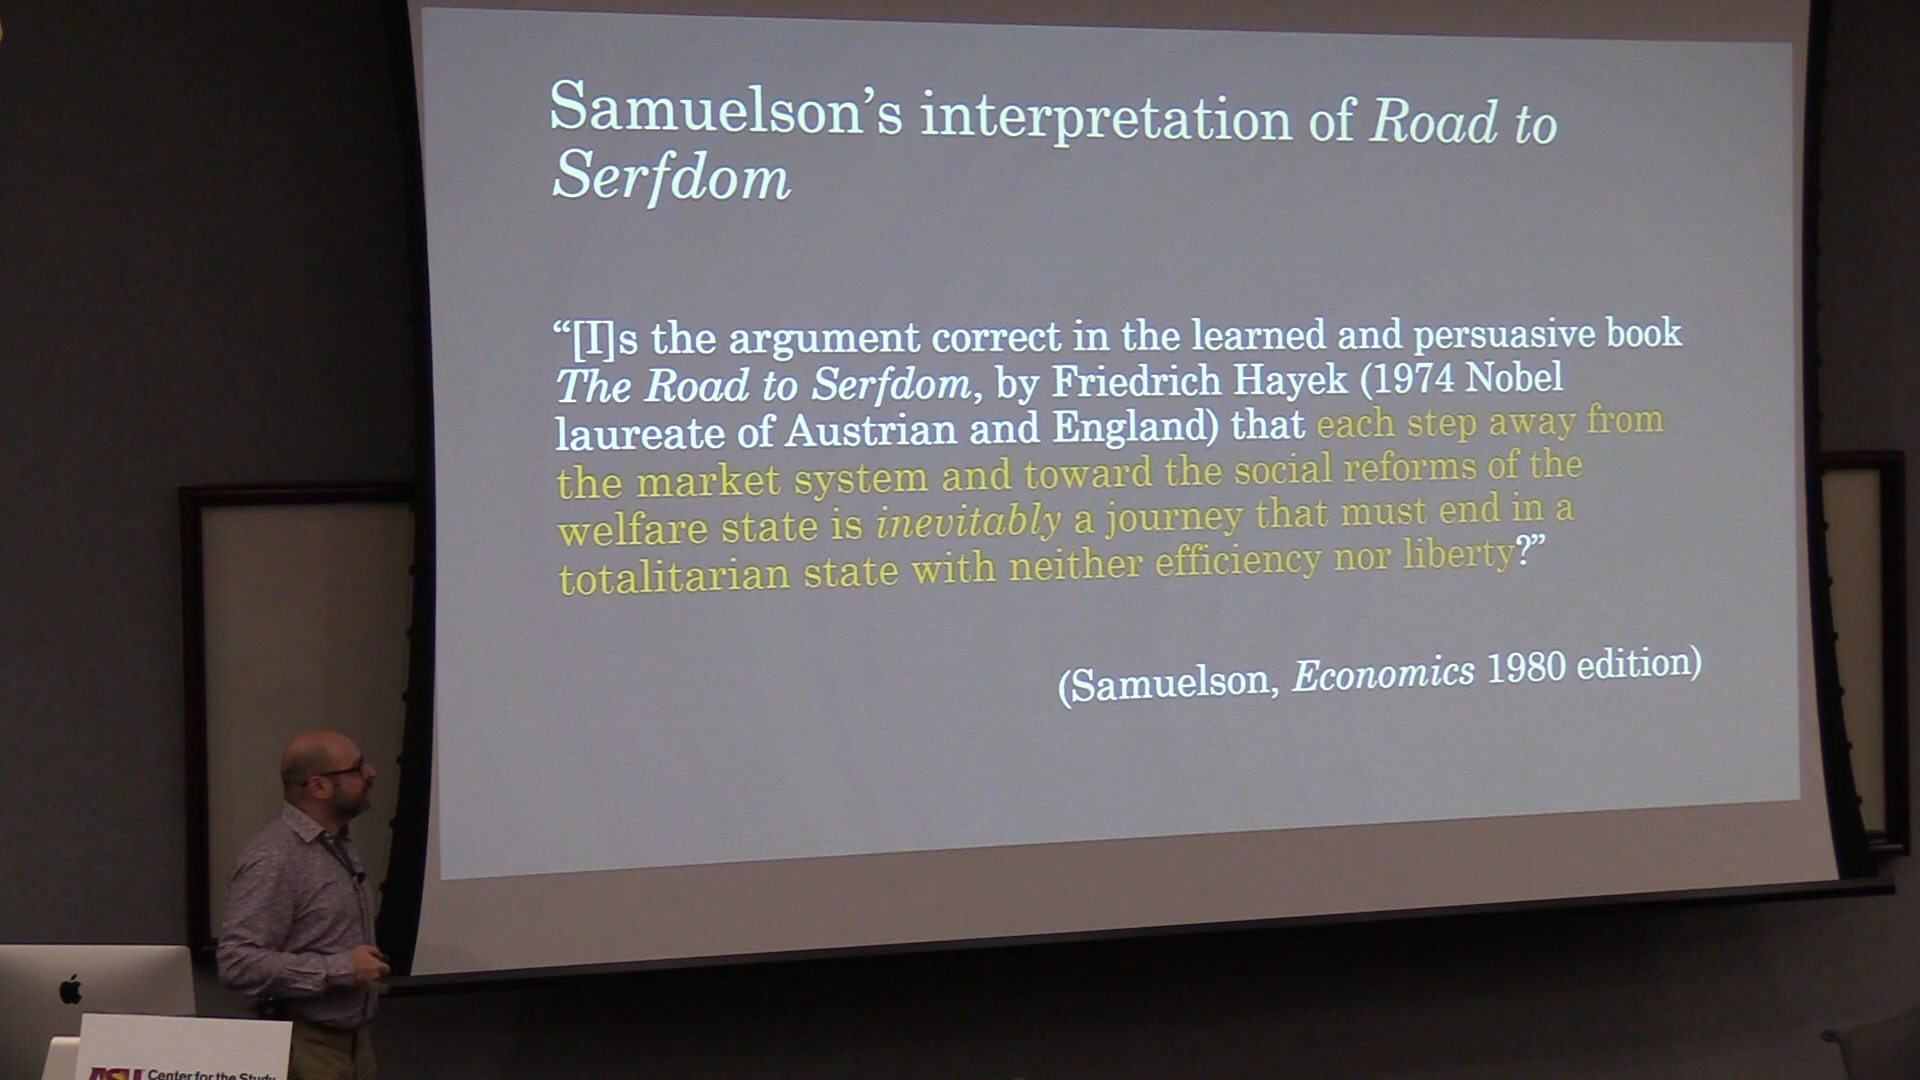 Samuelson’s interpretation of Road to
Serfdom
“[I]s the argument correct in the learned and persuasive book
The Road to Serfdom, by Friedrich Hayek (1974 Nobel
laureate of Austrian and England) that each step away from
the market system and toward the social reforms of the
welfare state is inevitably a journey that must end in a
totalitarian state with neither efficiency nor liberty?”
(Samuelson, Economics 1980 edition)
ASU Center for the Study